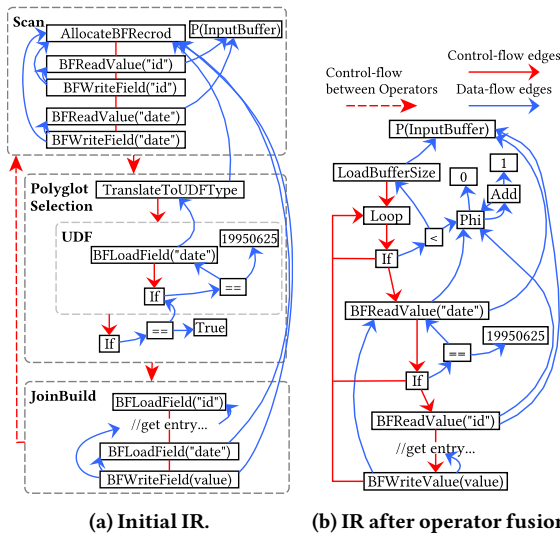 Scan
AllocateBFRecrod
P(InputBuffer)
BFReadValue("id")
BFWriteField("id")
BFReadValue("date")
BFWriteField("date")
Polyglot
Selection
TranslateToUDFType
UDF
19950625
BFLoadField("date")
If
==
If
==
True
JoinBuild
BFLoadField("id")
//get entry...
BFLoadField("date")
BFWriteField(value)
(a) Initial IR.
Control-flow edges
Control-flow
between Operators
Data-flow edges
P(InputBuffer)
LoadBufferSize
0
1
Add
Loop
Phi
<
If
BFReadValue("date")
19950625
==
If
BFReadValue("id")
//get entry...
BFWriteValue(value)
(b) IR after operator fusion